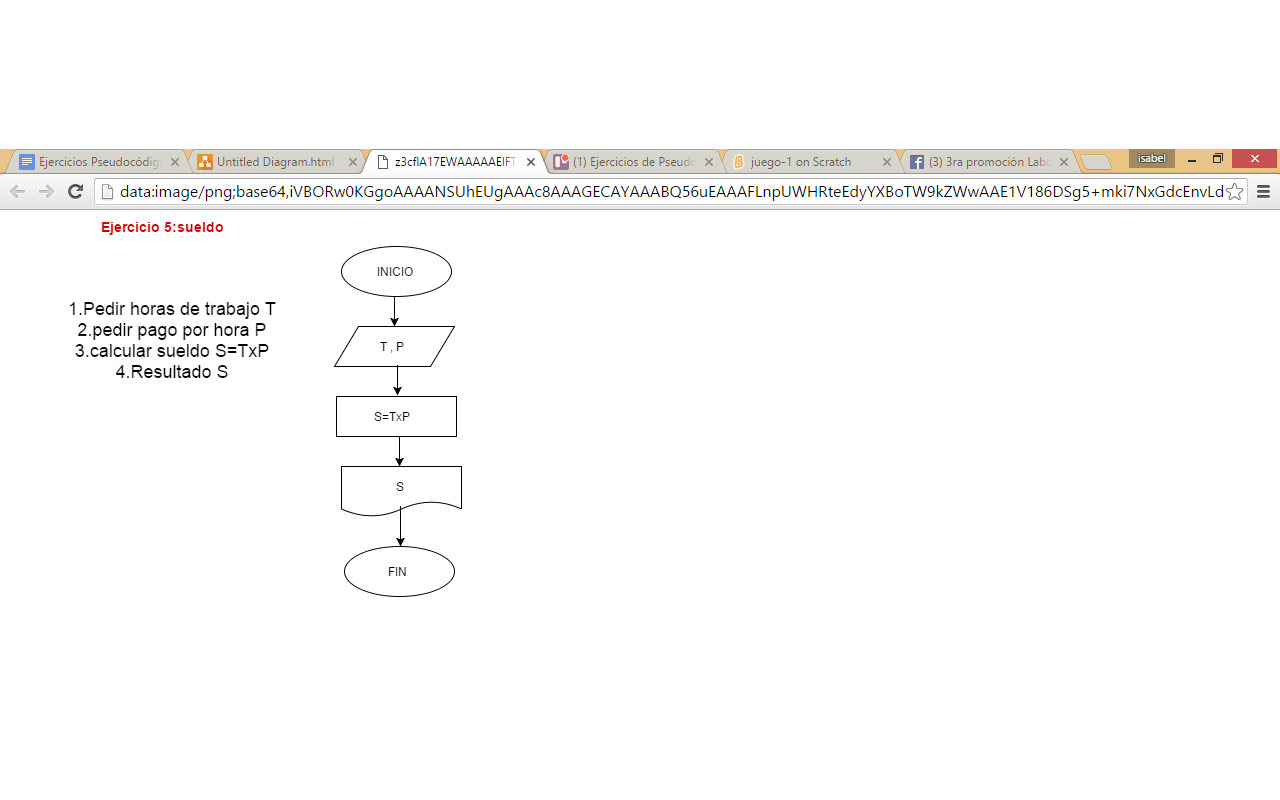 Ejercicios Pseudocódig
Untitled Diagram.html
z3cflA17EWAAAAAElFT
(1) Ejercicios de Pseudo
juego-1 on Scratch
(3) 3ra promoción Labo
isabel
data:image/png;base64,iVBORw0KGgoAAAANSUhEUgAAAc8AAAGECAYAAABQ56uEAAAFLnpUWHRteEdyYXBoTW9kZWwAAE1V186DSg5+mki7NxGdcEnvLd
Ejercicio 5:sueldo
1.Pedir horas de trabajo T
2.pedir pago por hora P
3.calcular sueldo S=TxP
4.Resultado S
INICIO
T , P
S=TxP
S
FIN